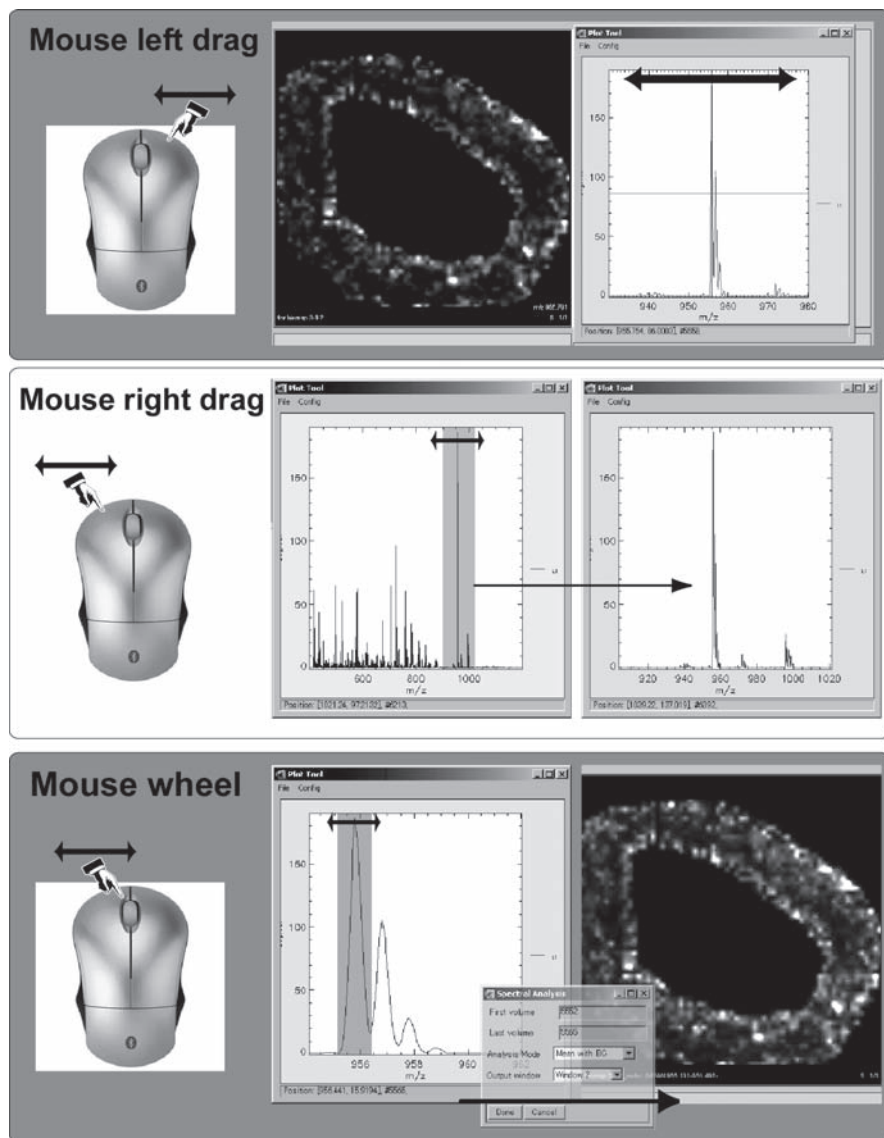 Mouse left drag
Plot Tool
File Config
150
100
50
0
940 950 960 970 980
m/z
Mouse right drag
Plot Tool
File Config
150
100
50
0
600 800 1000
m/z
Plot Tool
File Config
150
100
50
0
920 940 960 980 1000 1020
m/z
Mouse wheel
Plot Tool
File Config
150
100
50
0
956 958 960 962
m/z
Spectral Analysis
First volume
Last volume
Analysis Mode Mean with BG
Output window Window 2
Done Cancel